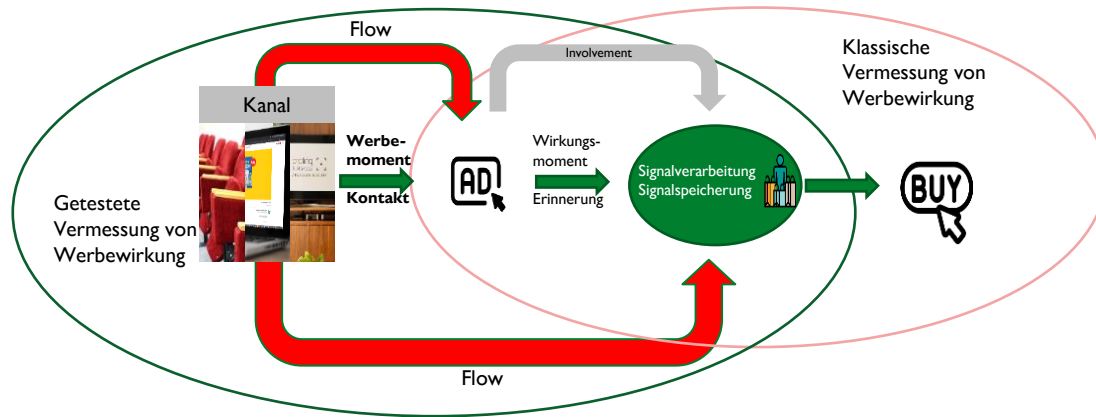 Flow
Involvement
Klassische
Vermessung von
Werbewirkung
Kanal
Werbe-
moment
Kontakt
AD
Wirkungs-
moment
Erinnerung
Signalverarbeitung
Signalspeicherung
BUY
Getestete
Vermessung von
Werbewirkung
Flow